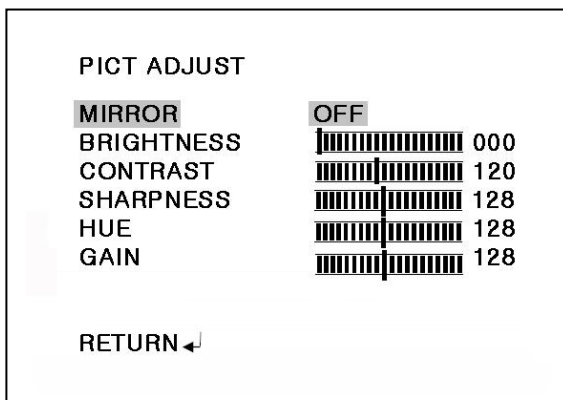 PICT ADJUST
MIRROR OFF
BRIGHTNESS 000
CONTRAST 120
SHARPNESS 128
HUE 128
GAIN 128
RETURN